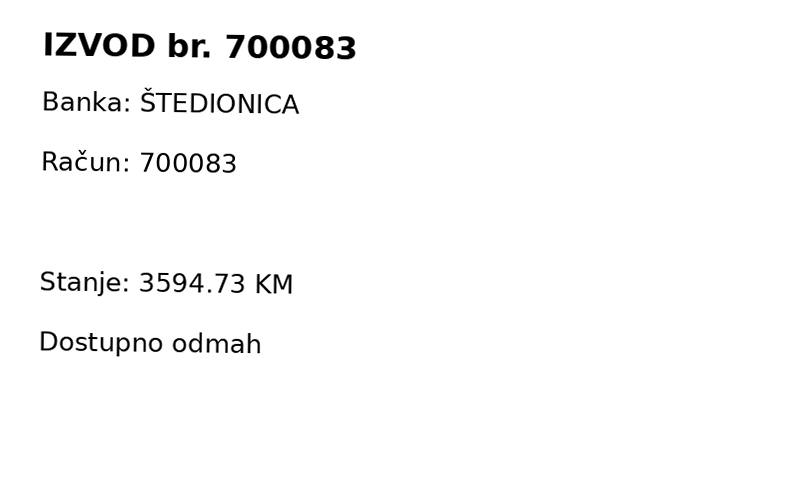 IZVOD br. 700083
Banka: ŠTEDIONICA
Račun: 700083
Stanje: 3594.73 KM
Dostupno odmah